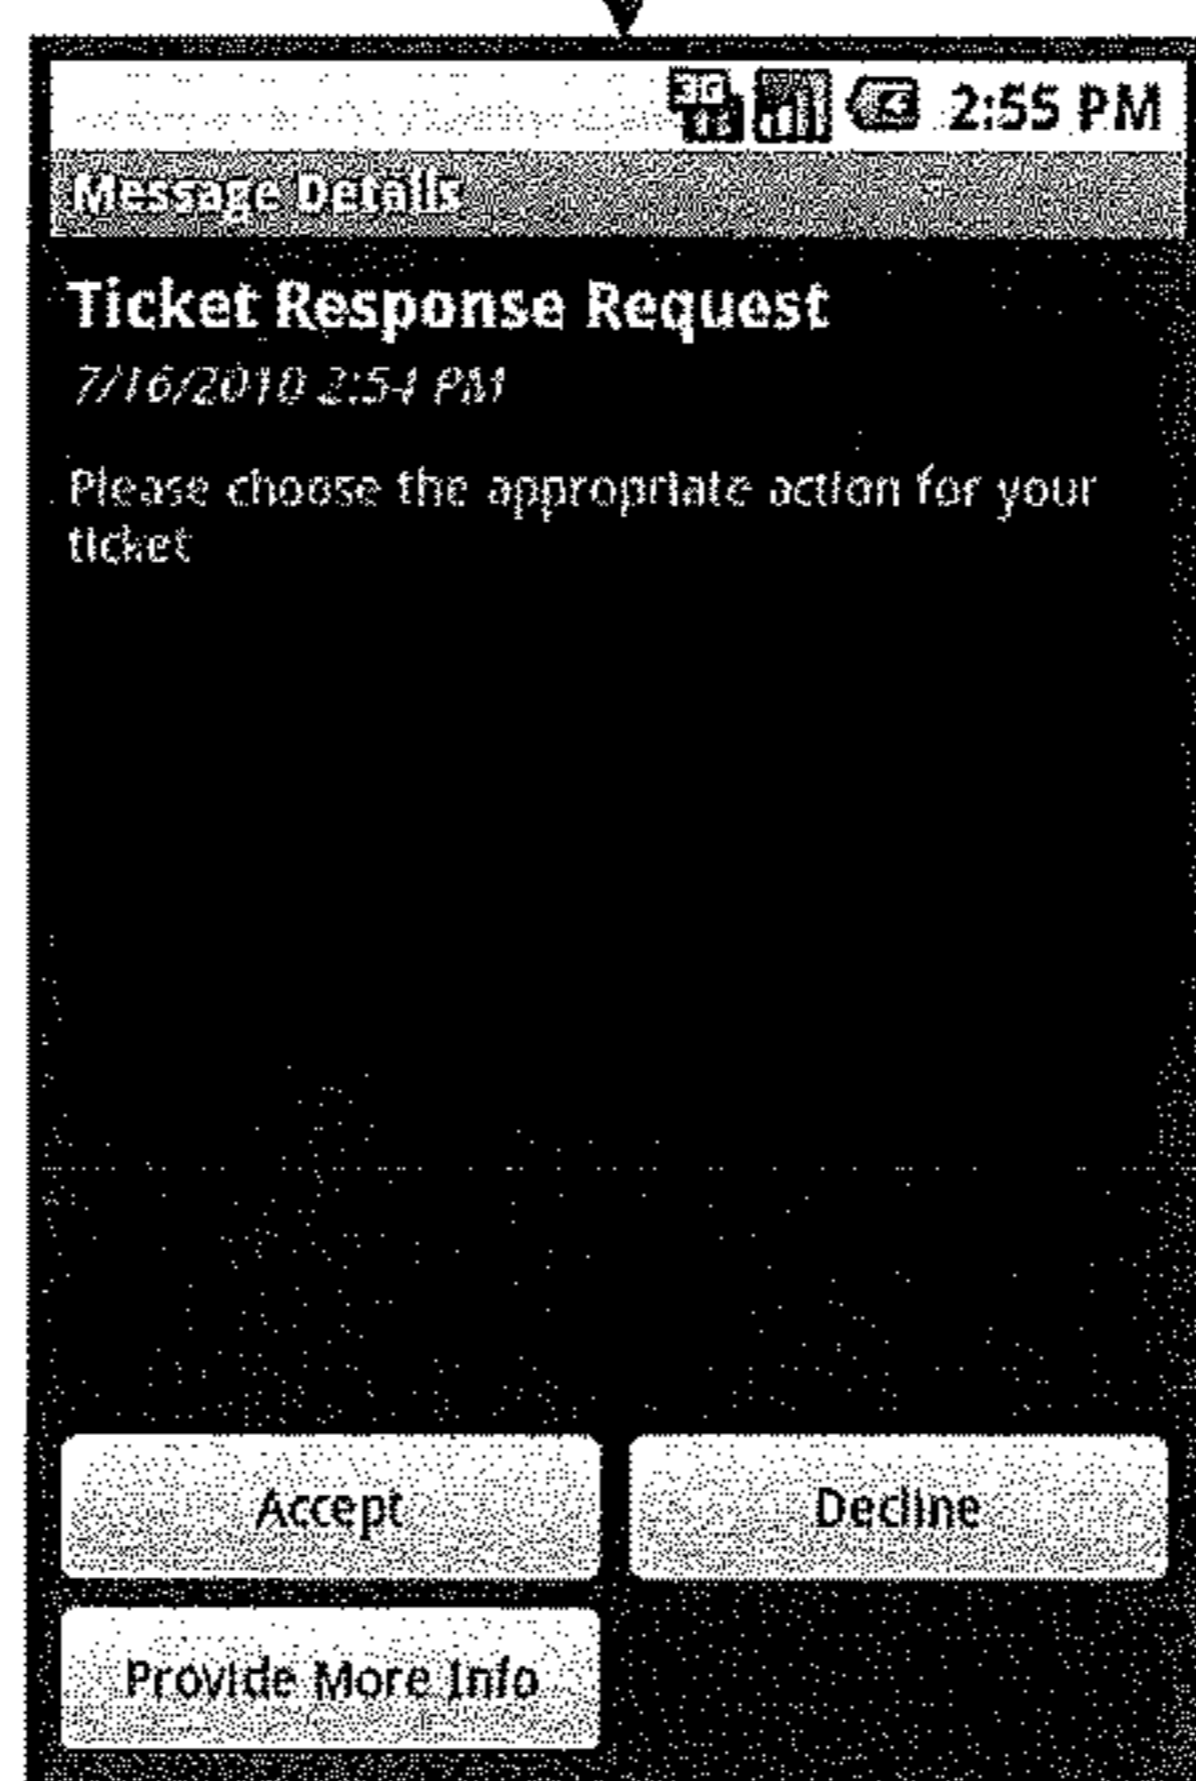 3G 2:55 PM
Message Details
Ticket Response Request
7/16/2010 2:54 PM
Please choose the appropriate action for your
ticket
Accept
Decline
Provide More Info